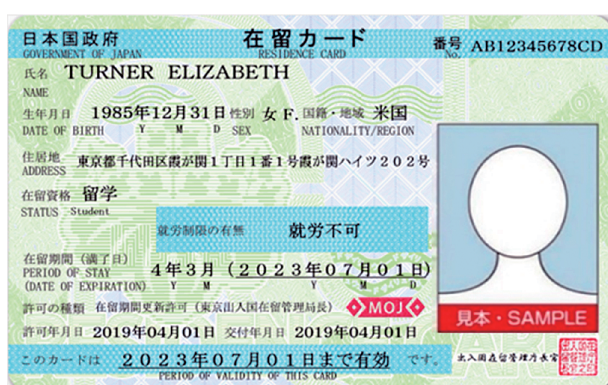 日本国政府 在留カード 番号 AB12345678CD
GOVERNMENT OF JAPAN RESIDENCE CARD No.
氏名 TURNER ELIZABETH
NAME
生年月日 1985年12月31日 性別 女 F. 国籍・地域 米国
DATE OF BIRTH Y M D SEX NATIONALITY/REGION
住居地 東京都千代田区霞が関1丁目1番1号霞が関ハイツ202号
ADDRESS
在留資格 留学
STATUS Student
就労制限の有無 就労不可
在留期間(満了日)
PERIOD OF STAY 4年3月(2023年07月01日)
(DATE OF EXPIRATION) Y M Y M D
許可の種類 在留期間更新許可(東京出入国在留管理局長) MOJ
見本・SAMPLE
許可年月日 2019年04月01日 交付年月日 2019年04月01日
このカードは 2023年07月01日まで有効 です。 出入国在留管理庁長官
PERIOD OF VALIDITY OF THIS CARD